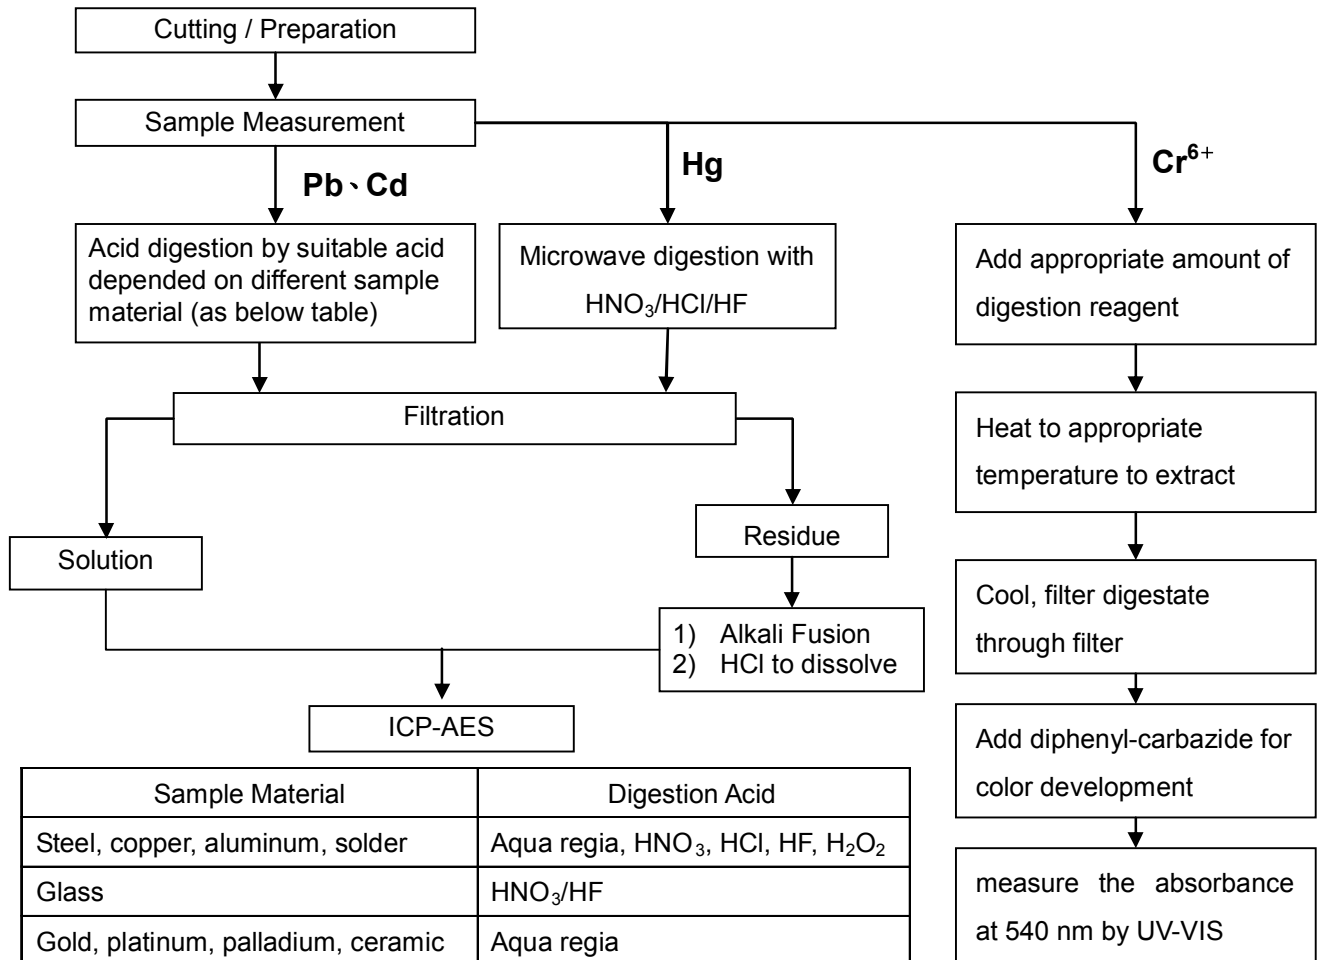 Cutting / Preparation
Sample Measurement
Pb、Cd
Hg
Cr⁶⁺
Acid digestion by suitable acid
depended on different sample
material (as below table)
Microwave digestion with
HNO₃/HCl/HF
Add appropriate amount of
digestion reagent
Filtration
Heat to appropriate
temperature to extract
Solution
Residue
1) Alkali Fusion
2) HCl to dissolve
Cool, filter digestate
through filter
ICP-AES
Add diphenyl-carbazide for
color development
Sample Material Digestion Acid
Steel, copper, aluminum, solder Aqua regia, HNO₃, HCl, HF, H₂O₂
Glass HNO₃/HF
Gold, platinum, palladium, ceramic Aqua regia
measure the absorbance
at 540 nm by UV-VIS